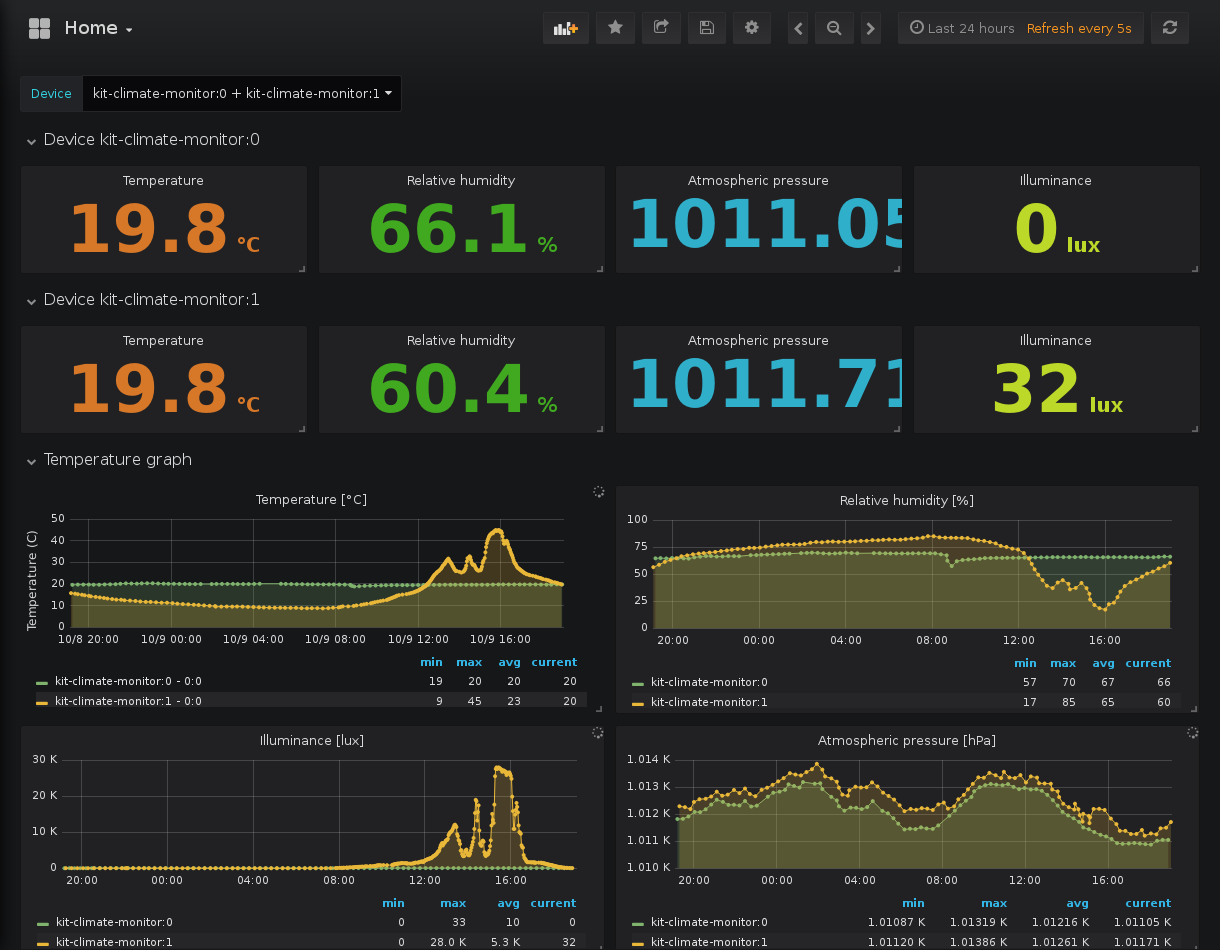 Home
Last 24 hours Refresh every 5s
Device kit-climate-monitor:0 + kit-climate-monitor:1
Device kit-climate-monitor:0
Temperature Relative humidity Atmospheric pressure Illuminance
19.8 °C 66.1 % 1011.05 0 lux
Device kit-climate-monitor:1
Temperature Relative humidity Atmospheric pressure Illuminance
19.8 °C 60.4 % 1011.71 32 lux
Temperature graph
Temperature [°C]
Temperature (C)
50
40
30
20
10
0
10/8 20:00 10/9 00:00 10/9 04:00 10/9 08:00 10/9 12:00 10/9 16:00
min max avg current
kit-climate-monitor:0 - 0:0 19 20 20 20
kit-climate-monitor:1 - 0:0 9 45 23 20
Relative humidity [%]
100
75
50
25
0
20:00 00:00 04:00 08:00 12:00 16:00
min max avg current
kit-climate-monitor:0 57 70 67 66
kit-climate-monitor:1 17 85 65 60
Illuminance [lux]
30 K
20 K
10 K
0
20:00 00:00 04:00 08:00 12:00 16:00
min max avg current
kit-climate-monitor:0 0 33 10 0
kit-climate-monitor:1 0 28.0 K 5.3 K 32
Atmospheric pressure [hPa]
1.014 K
1.013 K
1.012 K
1.011 K
1.010 K
20:00 00:00 04:00 08:00 12:00 16:00
min max avg current
kit-climate-monitor:0 1.01087 K 1.01319 K 1.01216 K 1.01105 K
kit-climate-monitor:1 1.01120 K 1.01386 K 1.01261 K 1.01171 K